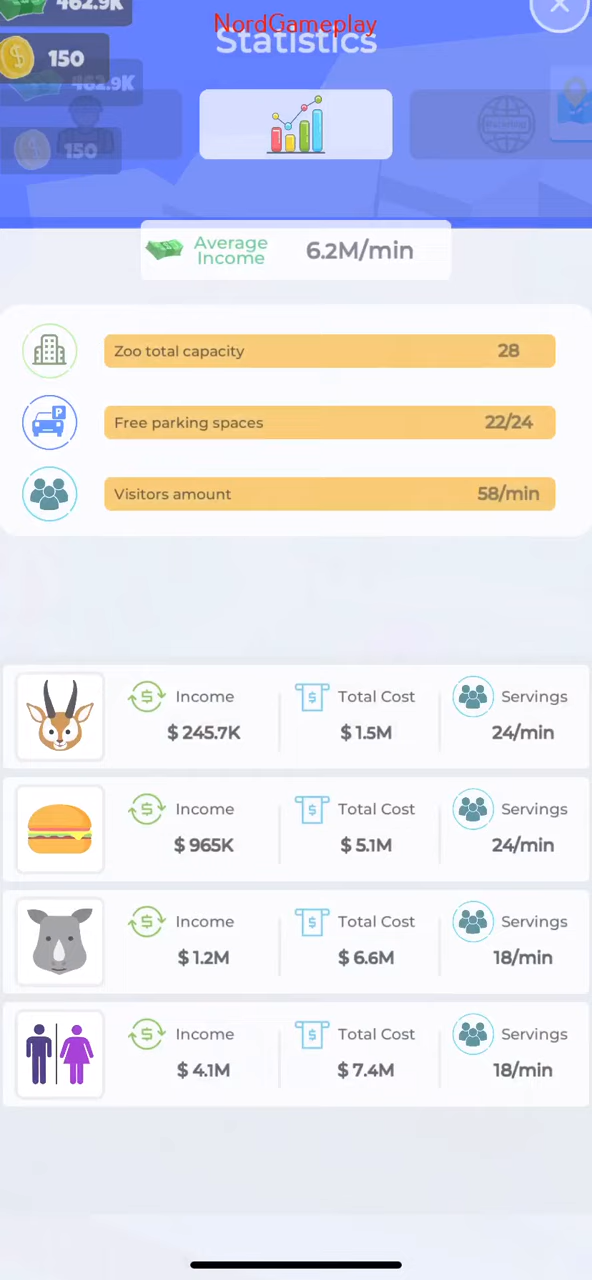 462.9K
NordGameplay
Statistics
150
462.9K
150
Average
Income
6.2M/min
Zoo total capacity 28
P
Free parking spaces 22/24
Visitors amount 58/min
Income Total Cost Servings
$ 245.7K $ 1.5M 24/min
Income Total Cost Servings
$ 965K $ 5.1M 24/min
Income Total Cost Servings
$ 1.2M $ 6.6M 18/min
Income Total Cost Servings
$ 4.1M $ 7.4M 18/min